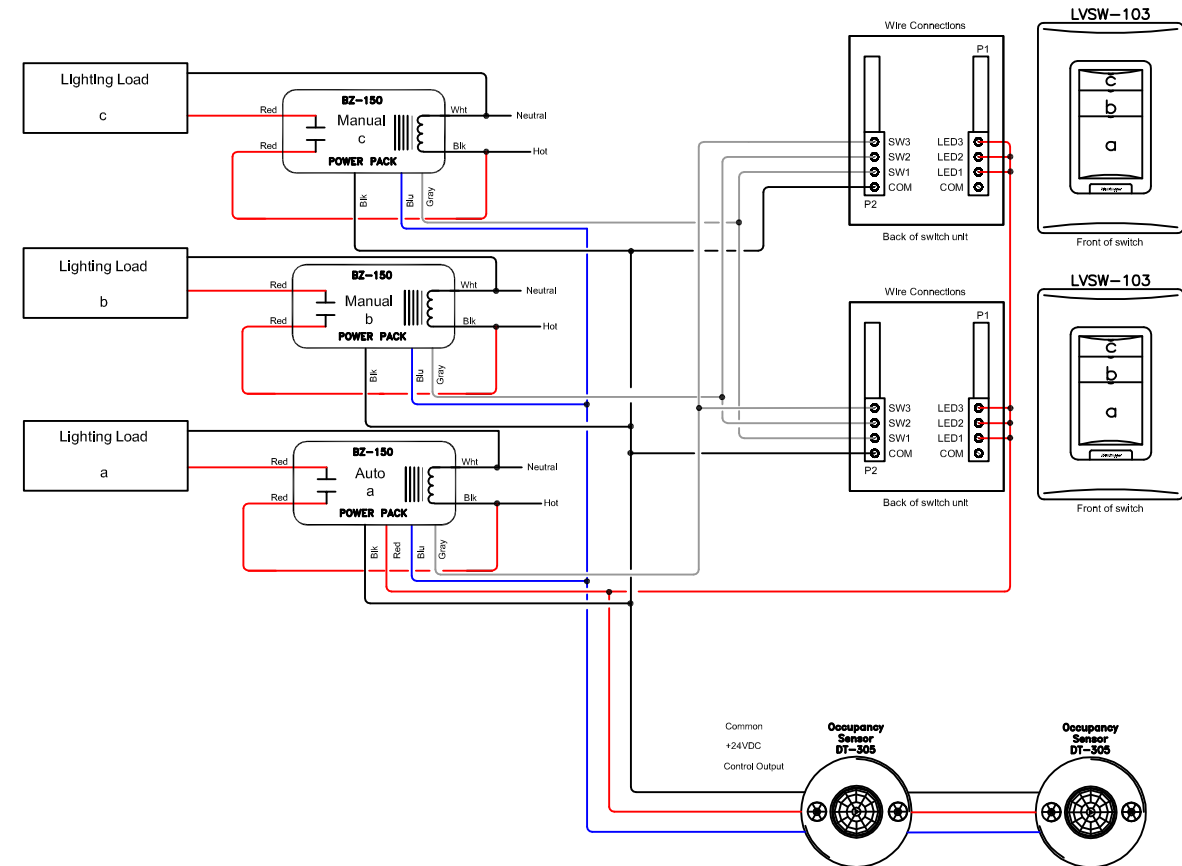 Wire Connections
LVSW-103
P1
Lighting Load
c
Red
BZ-150
Manual
c
Wht
Neutral
Red
Blk
Hot
POWER PACK
Blk
Blu
Gray
SW3
SW2
SW1
COM
P2
LED3
LED2
LED1
COM
Back of switch unit
c
b
a
Front of switch
Lighting Load
b
Red
BZ-150
Manual
b
Wht
Neutral
Red
Blk
Hot
POWER PACK
Blk
Blu
Gray
Wire Connections
LVSW-103
P1
SW3
SW2
SW1
COM
P2
LED3
LED2
LED1
COM
Back of switch unit
c
b
a
Front of switch
Lighting Load
a
Red
BZ-150
Auto
a
Wht
Neutral
Red
Blk
Hot
POWER PACK
Blk
Red
Blu
Gray
Common
+24VDC
Control Output
Occupancy
Sensor
DT-305
Occupancy
Sensor
DT-305